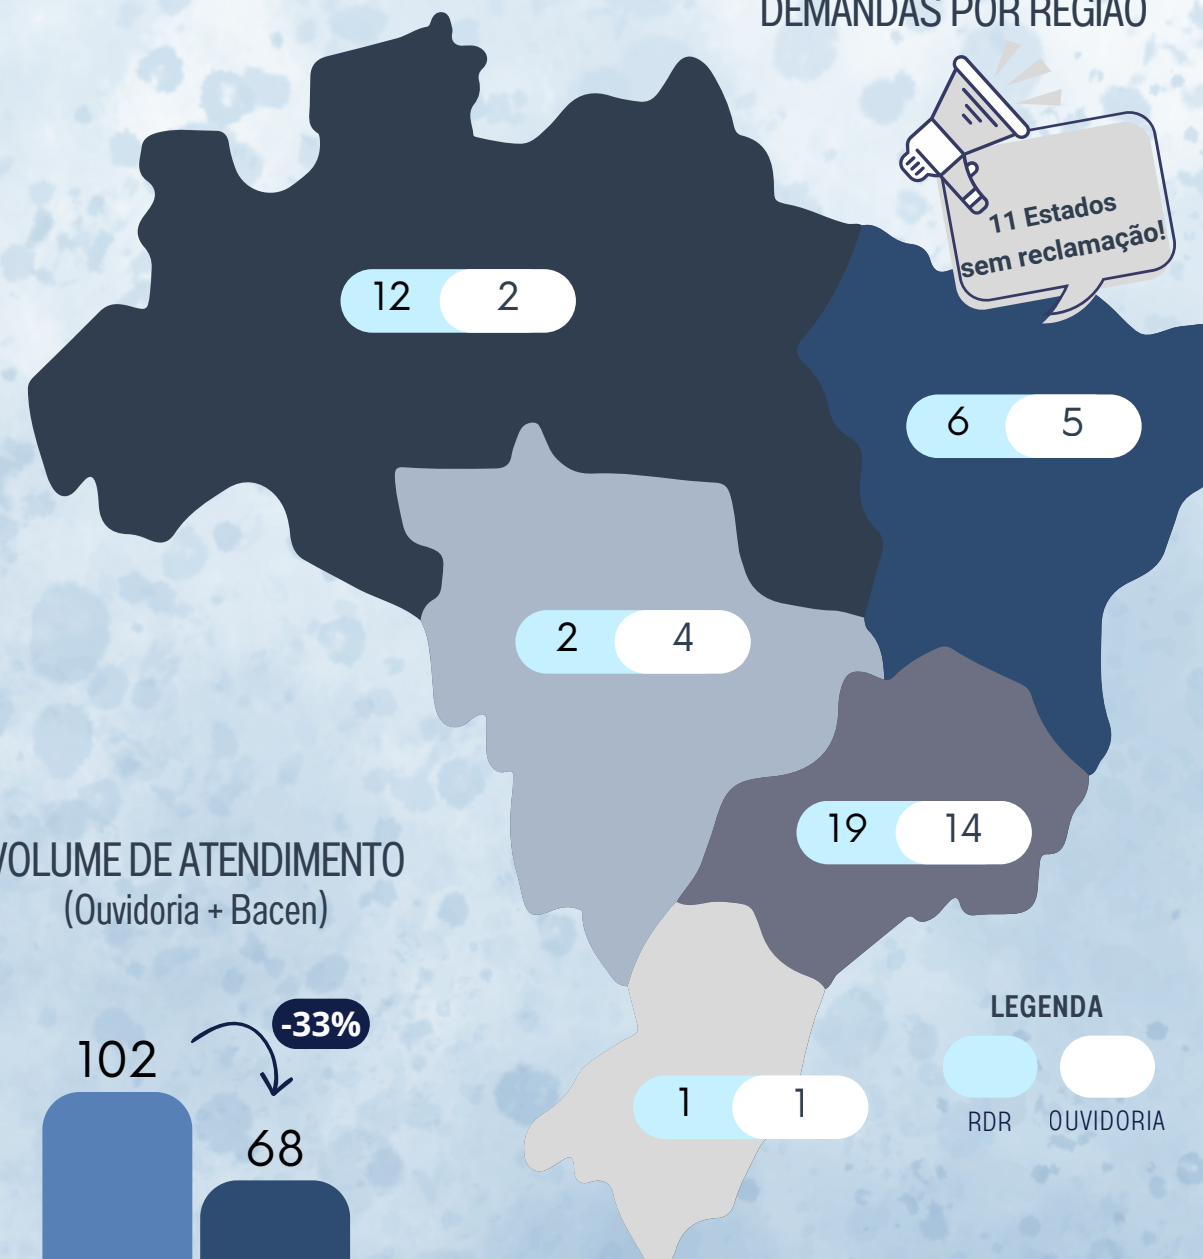 DEMANDAS POR REGIÃO
11 Estados
sem reclamação!
12 2
6 5
2 4
19 14
VOLUME DE ATENDIMENTO
(Ouvidoria + Bacen)
-33%
102
68
1 1
LEGENDA
RDR OUVIDORIA